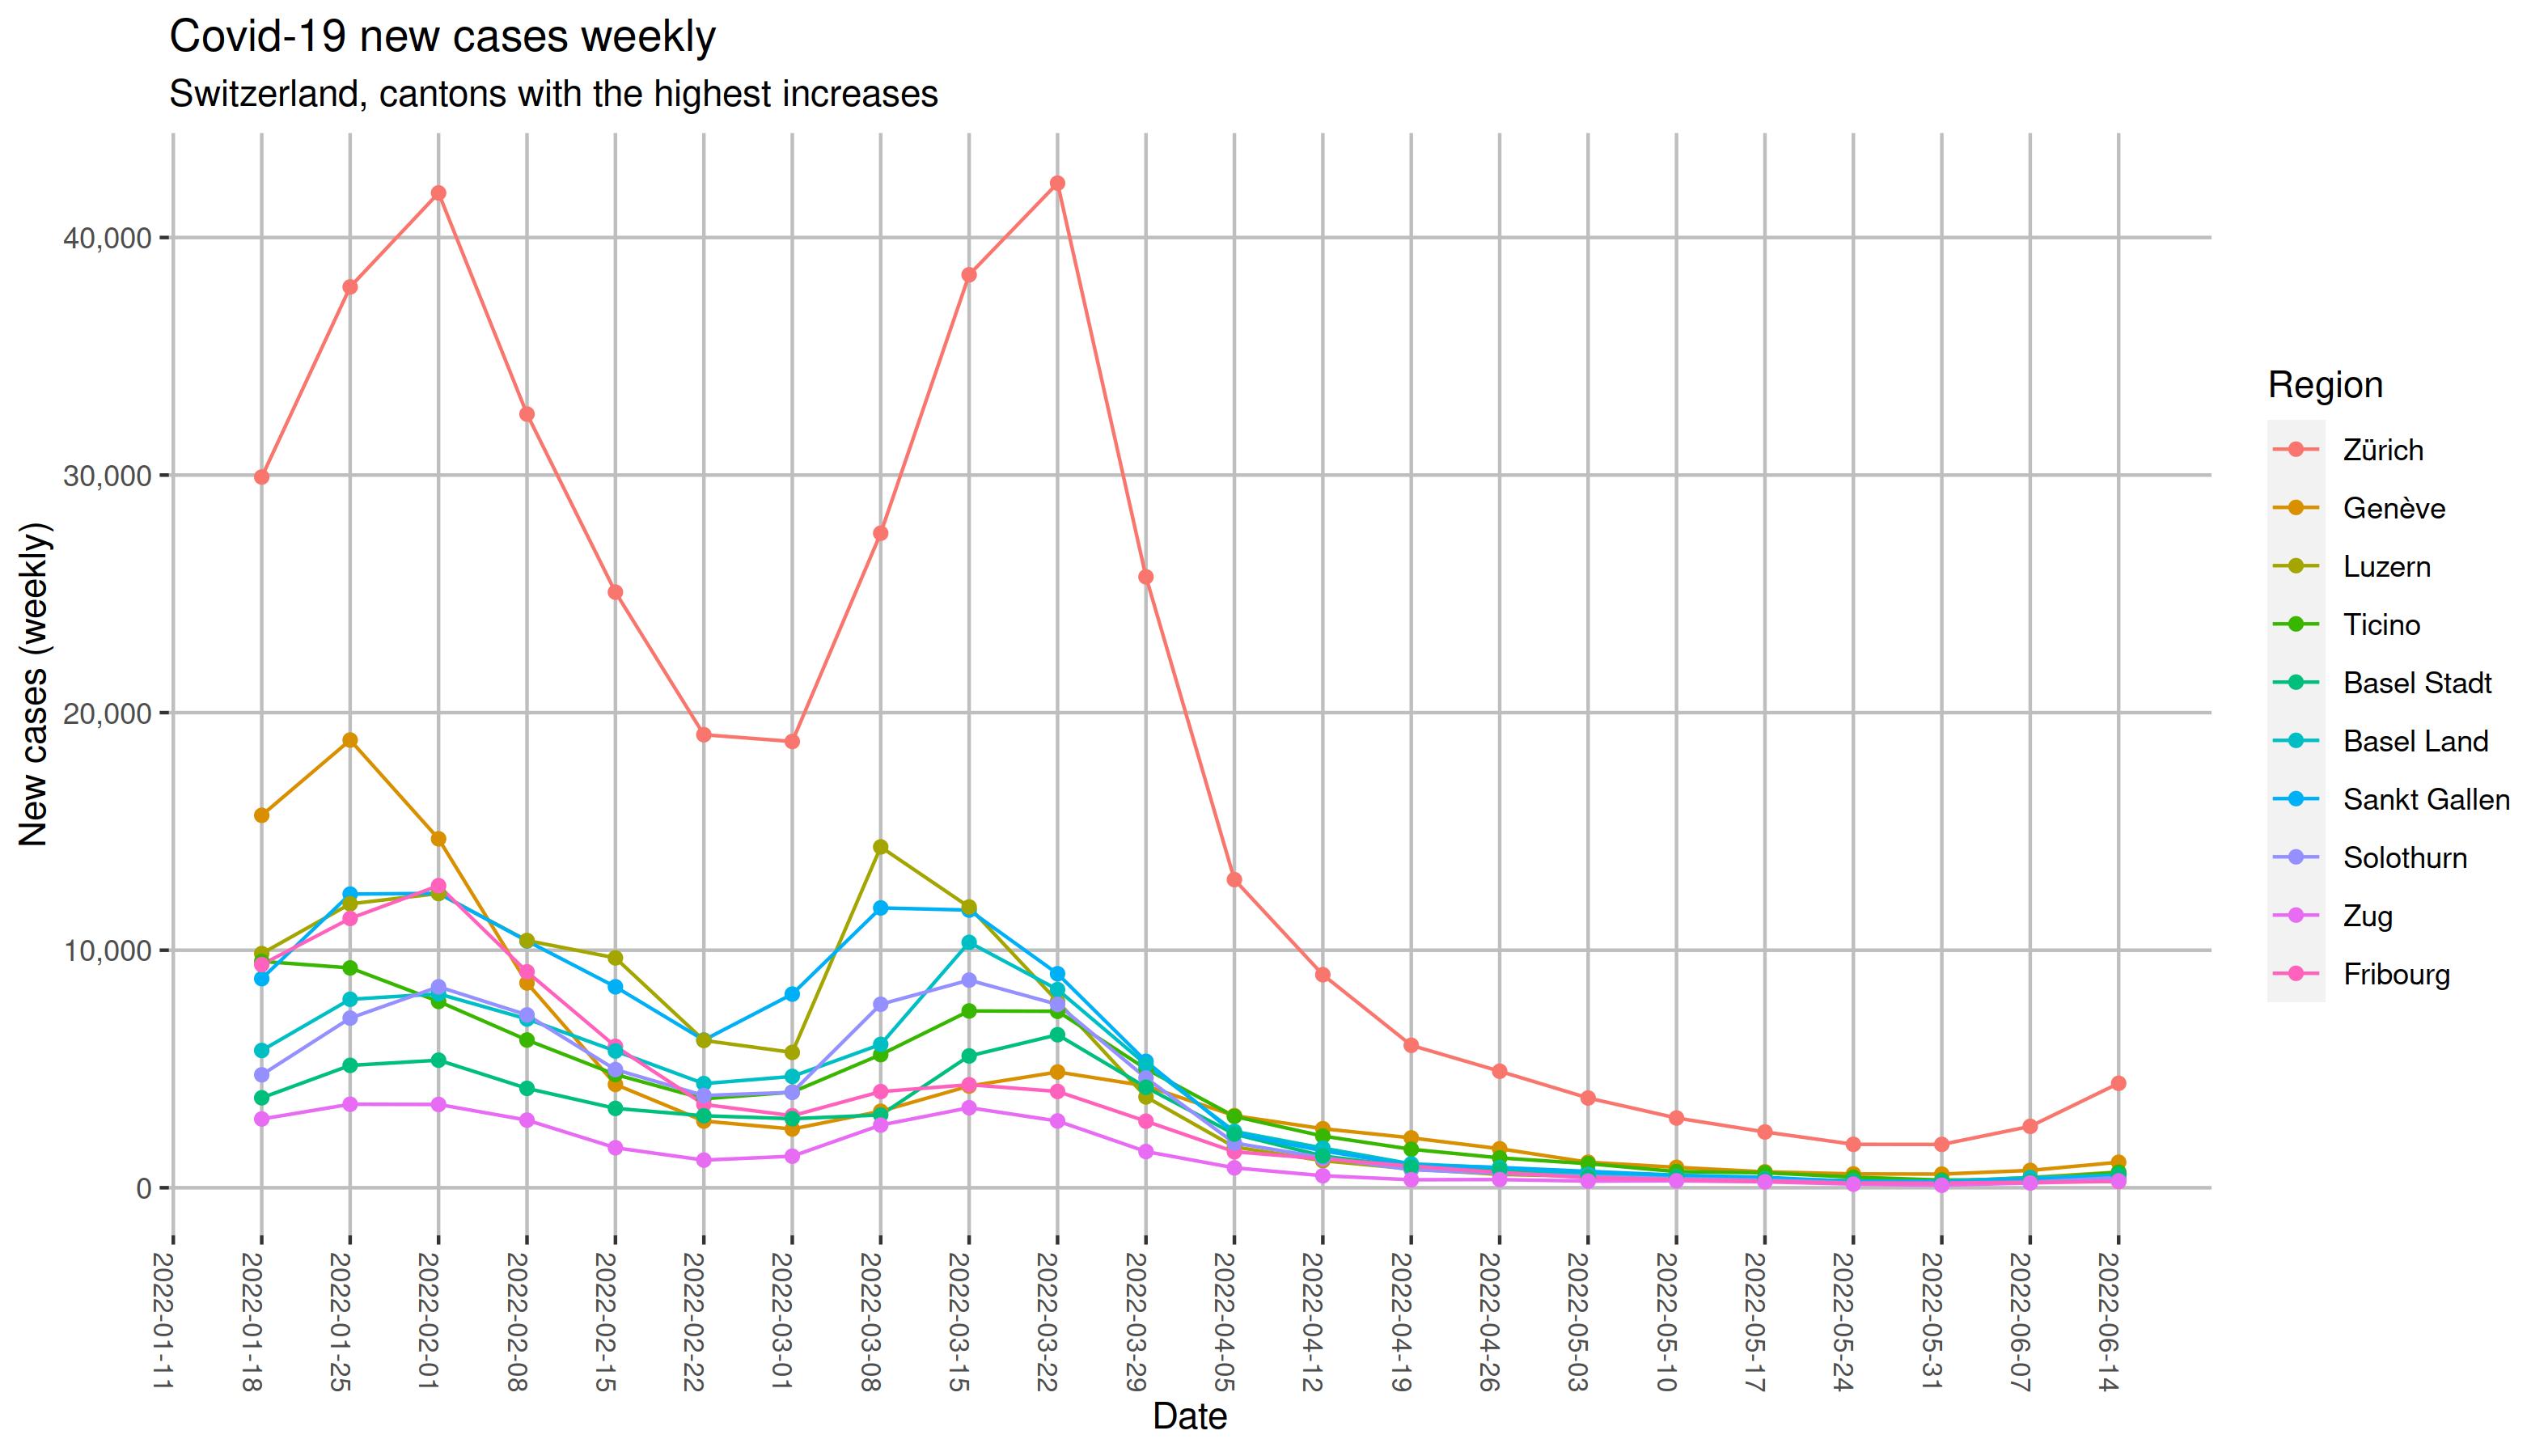 Covid-19 new cases weekly
Switzerland, cantons with the highest increases
New cases (weekly)
40,000
30,000
20,000
10,000
0
2022-01-11
2022-01-18
2022-01-25
2022-02-01
2022-02-08
2022-02-15
2022-02-22
2022-03-01
2022-03-08
2022-03-15
2022-03-22
2022-03-29
2022-04-05
2022-04-12
2022-04-19
2022-04-26
2022-05-03
2022-05-10
2022-05-17
2022-05-24
2022-05-31
2022-06-07
2022-06-14
Date
Region
Zürich
Genève
Luzern
Ticino
Basel Stadt
Basel Land
Sankt Gallen
Solothurn
Zug
Fribourg